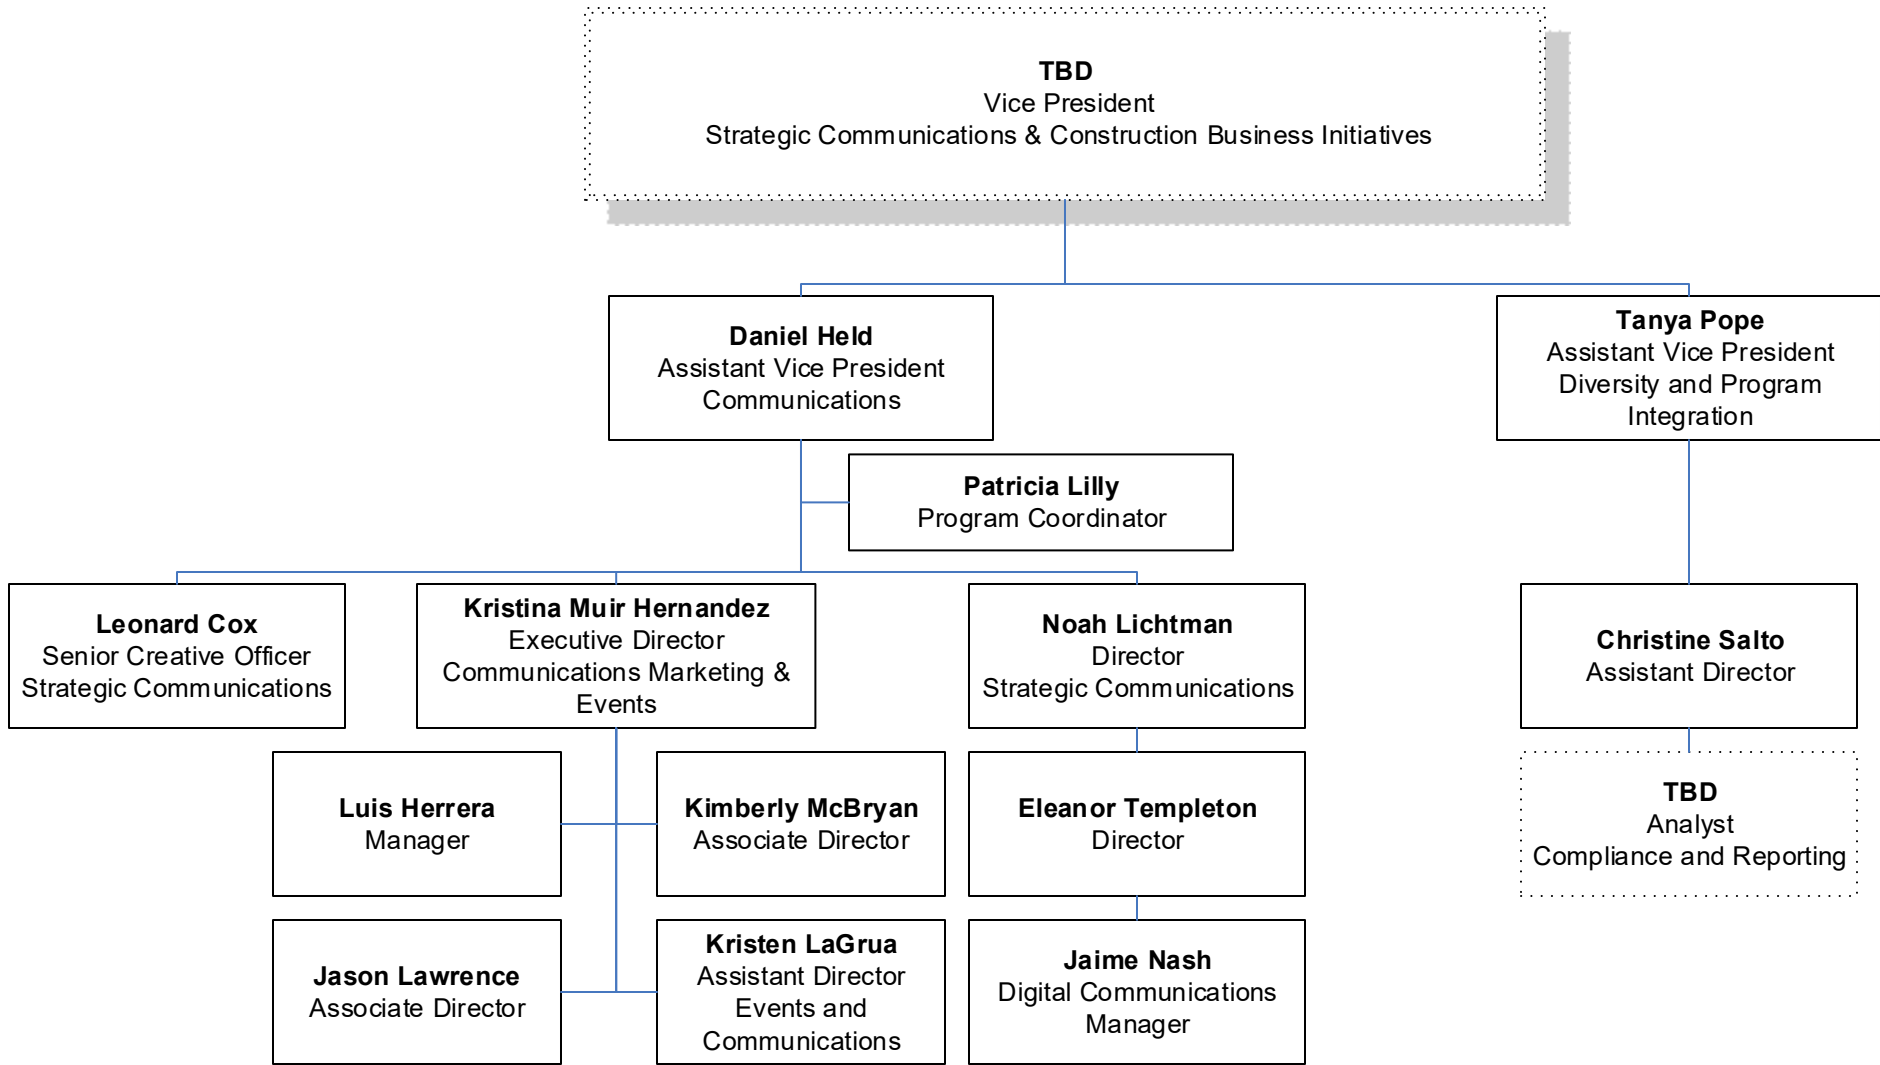 TBD
Vice President
Strategic Communications & Construction Business Initiatives
Daniel Held
Assistant Vice President
Communications
Tanya Pope
Assistant Vice President
Diversity and Program
Integration
Patricia Lilly
Program Coordinator
Leonard Cox
Senior Creative Officer
Strategic Communications
Kristina Muir Hernandez
Executive Director
Communications Marketing &
Events
Noah Lichtman
Director
Strategic Communications
Christine Salto
Assistant Director
Luis Herrera
Manager
Kimberly McBryan
Associate Director
Eleanor Templeton
Director
TBD
Analyst
Compliance and Reporting
Jason Lawrence
Associate Director
Kristen LaGrua
Assistant Director
Events and
Communications
Jaime Nash
Digital Communications
Manager